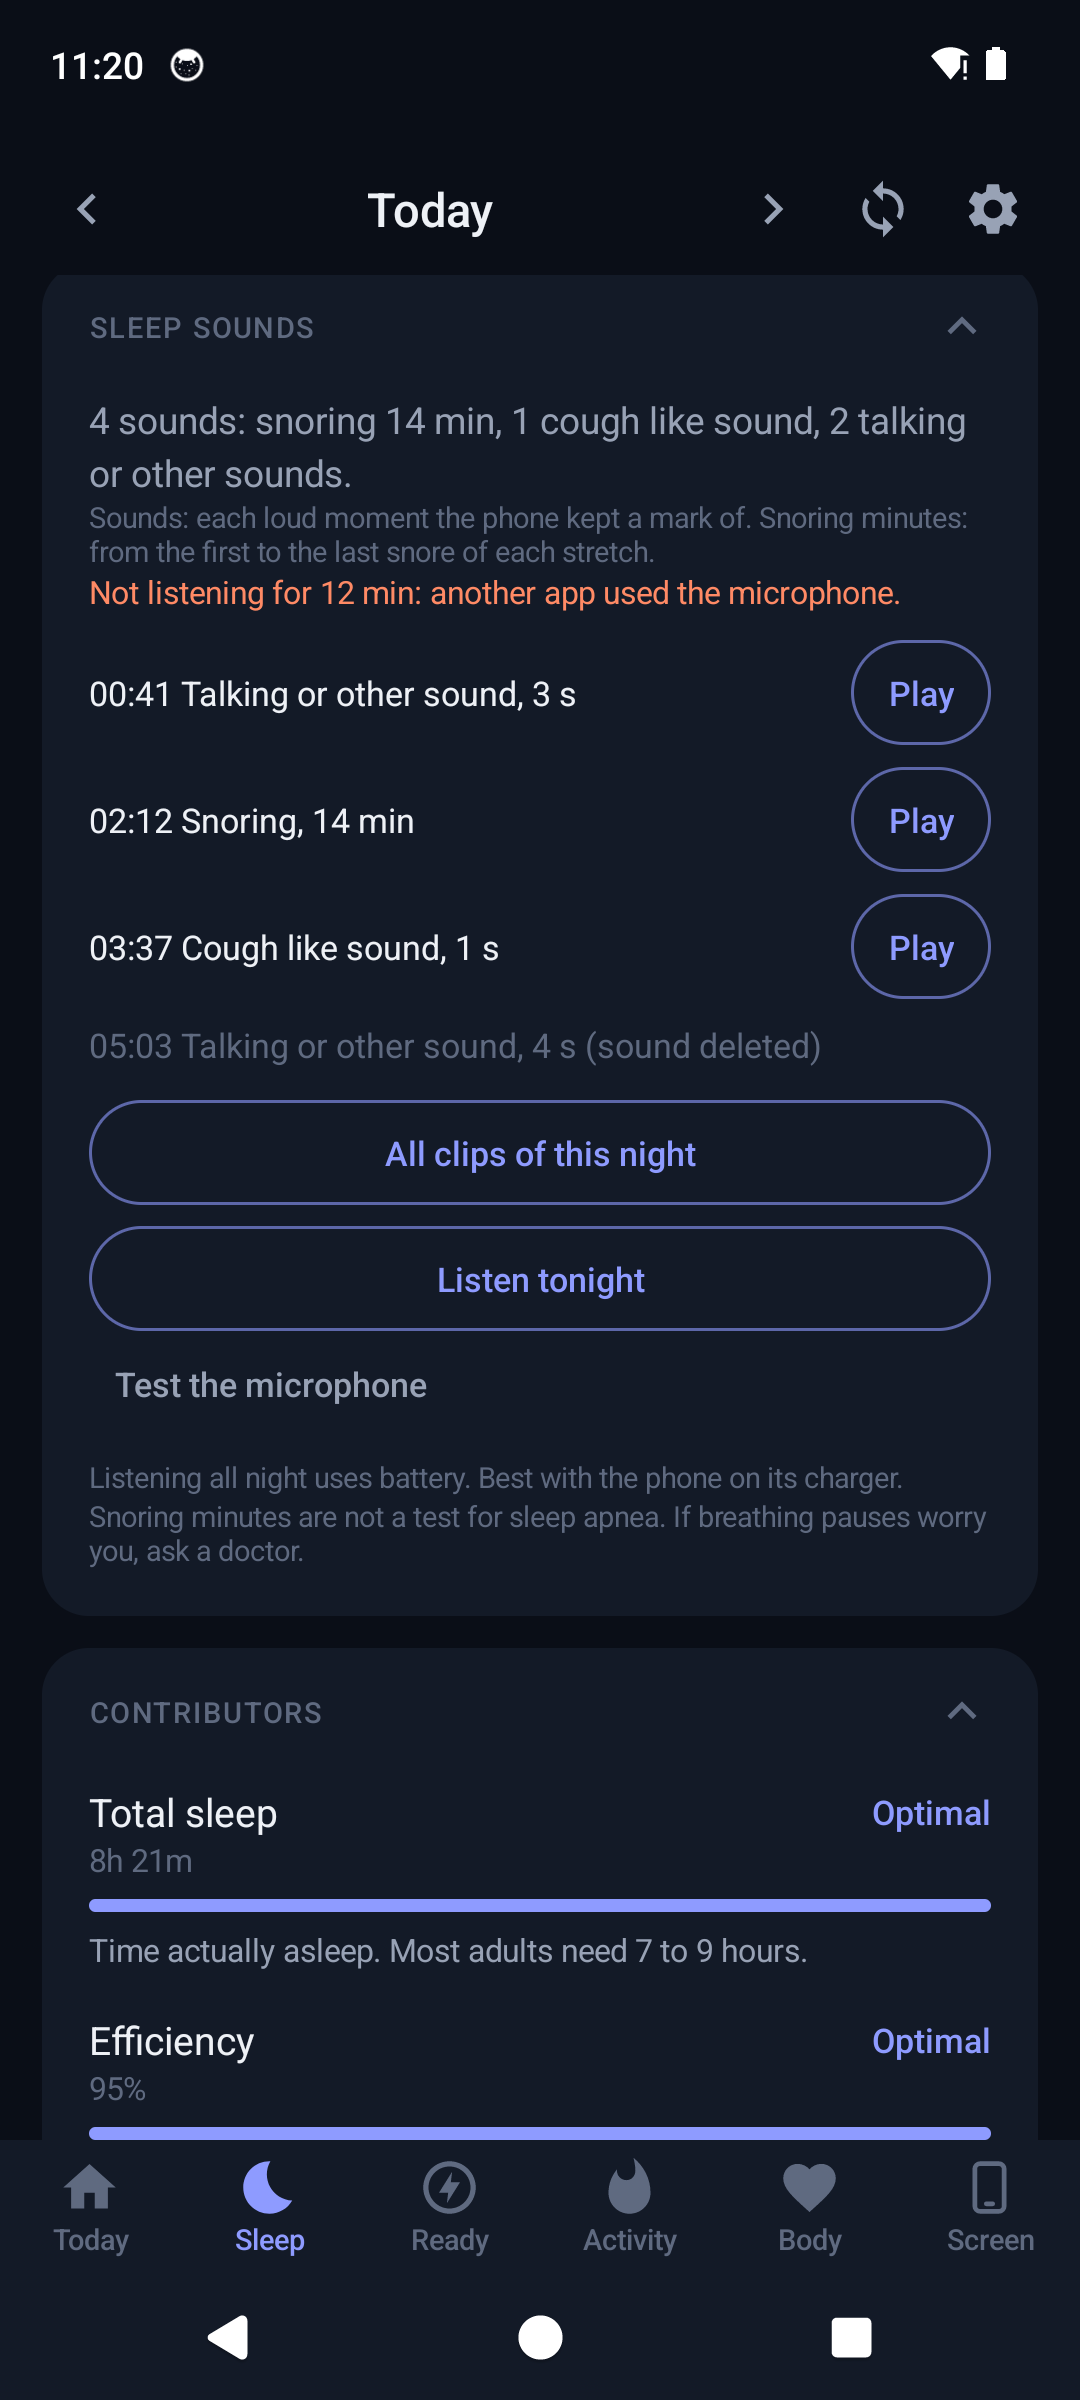 11:20
Today
SLEEP SOUNDS
4 sounds: snoring 14 min, 1 cough like sound, 2 talking
or other sounds.
Sounds: each loud moment the phone kept a mark of. Snoring minutes:
from the first to the last snore of each stretch.
Not listening for 12 min: another app used the microphone.
00:41 Talking or other sound, 3 s
Play
02:12 Snoring, 14 min
Play
03:37 Cough like sound, 1 s
Play
05:03 Talking or other sound, 4 s (sound deleted)
All clips of this night
Listen tonight
Test the microphone
Listening all night uses battery. Best with the phone on its charger.
Snoring minutes are not a test for sleep apnea. If breathing pauses worry
you, ask a doctor.
CONTRIBUTORS
Total sleep
Optimal
8h 21m
Time actually asleep. Most adults need 7 to 9 hours.
Efficiency
Optimal
95%
Today
Sleep
Ready
Activity
Body
Screen